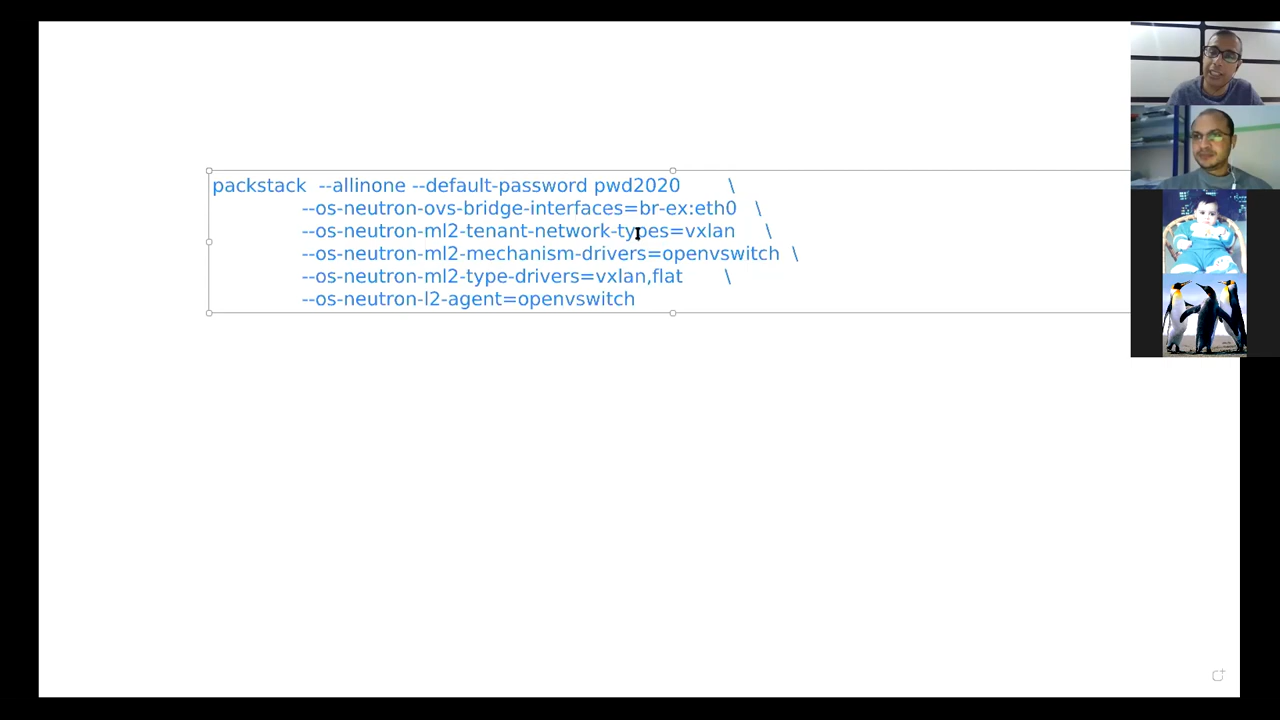 packstack  --allinone --default-password pwd2020        \
--os-neutron-ovs-bridge-interfaces=br-ex:eth0   \
--os-neutron-ml2-tenant-network-types=vxlan     \
--os-neutron-ml2-mechanism-drivers=openvswitch  \
--os-neutron-ml2-type-drivers=vxlan,flat       \
--os-neutron-l2-agent=openvswitch